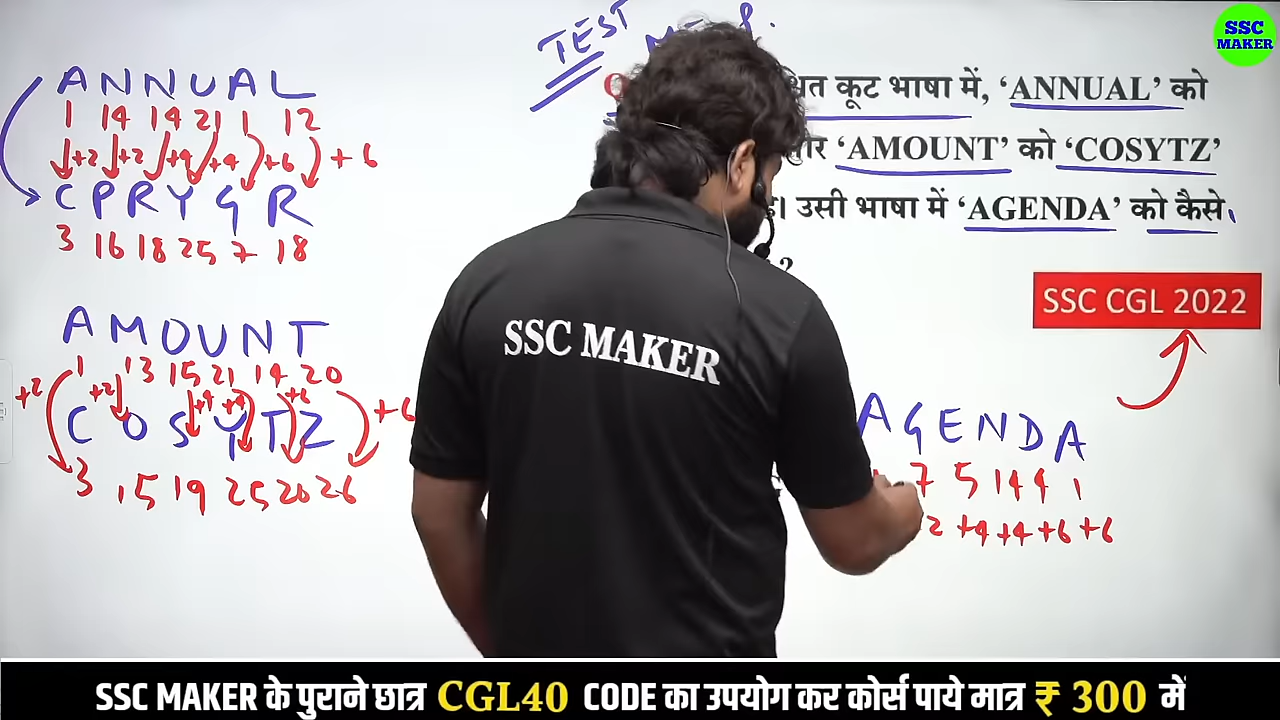 SSC
MAKER
TEST
कूट भाषा में, ‘ANNUAL’ को
‘AMOUNT’ को ‘COSYTZ’
उसी भाषा में ‘AGENDA’ को कैसे
?
SSC CGL 2022
ANNUAL
1 14 14 21 1 12
+2 +2 +4 +4 +6 +6
CPRYGR
3 16 18 25 7 18
AMOUNT
1 13 15 21 14 20
+2 +2 +4 +4 +6 +6
COSYTZ
3 15 19 25 20 26
AGENDA
7 5 14 4 1
2 +4 +4 +6 +6
SSC MAKER
SSC MAKER के पुराने छात्र CGL40 CODE का उपयोग कर कोर्स पाये मात्र ₹ 300 में